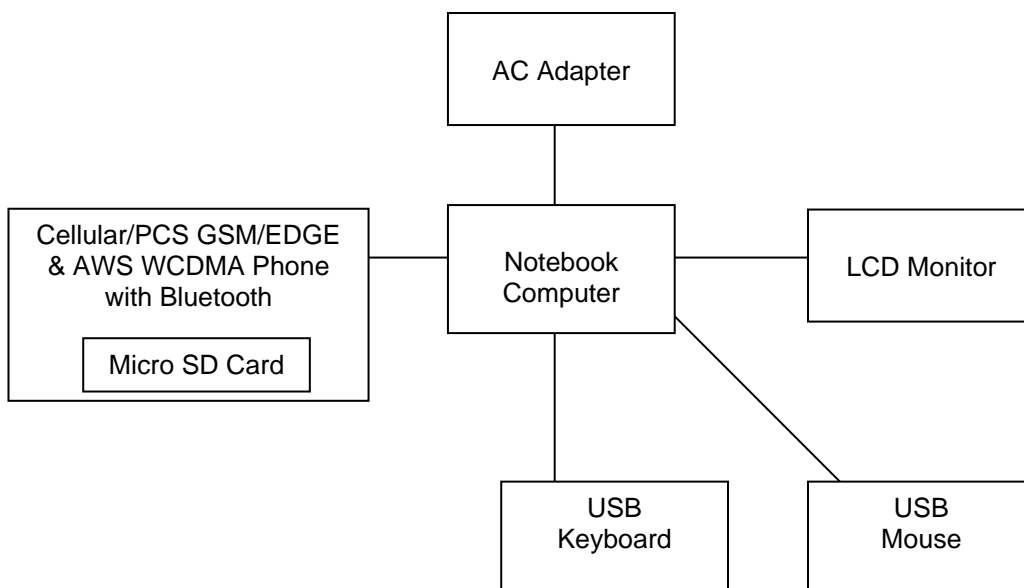 AC Adapter
Cellular/PCS GSM/EDGE
& AWS WCDMA Phone
with Bluetooth
Micro SD Card
Notebook
Computer
LCD Monitor
USB
Keyboard
USB
Mouse